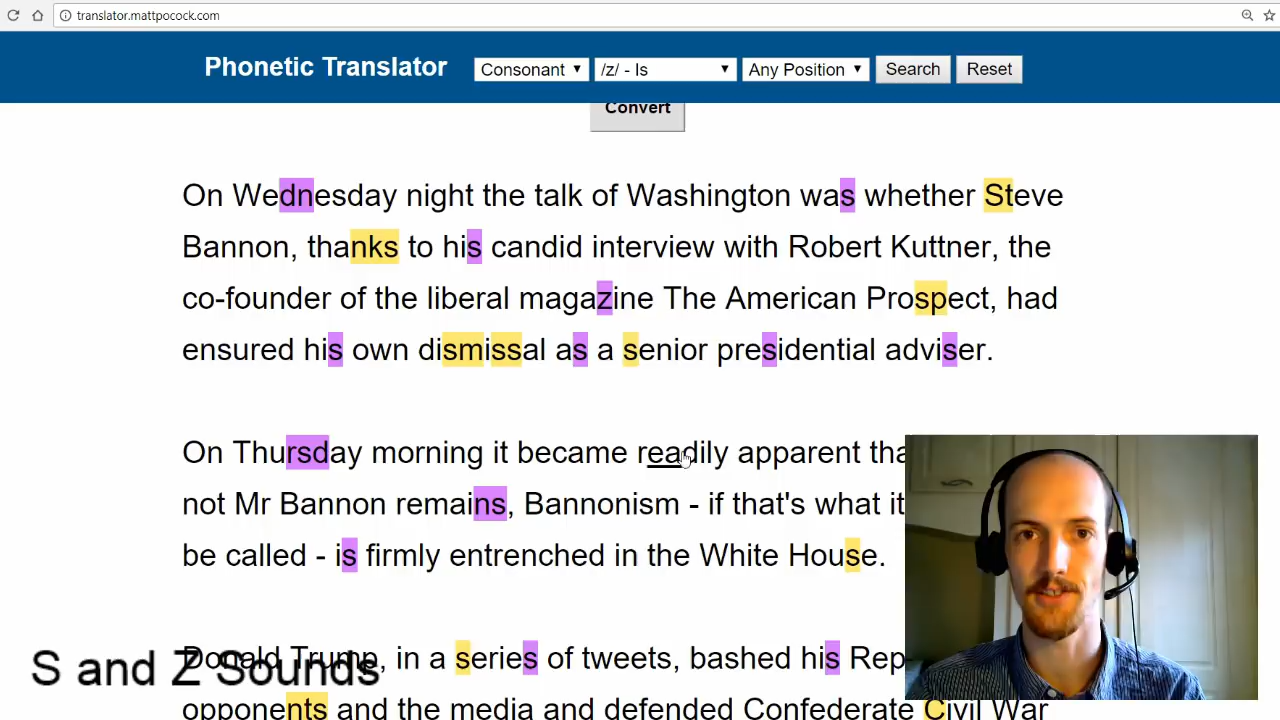 translator.mattpocock.com
Phonetic Translator Consonant /z/ - Is Any Position Search Reset
Convert
On Wednesday night the talk of Washington was whether Steve
Bannon, thanks to his candid interview with Robert Kuttner, the
co-founder of the liberal magazine The American Prospect, had
ensured his own dismissal as a senior presidential adviser.
On Thursday morning it became readily apparent
not Mr Bannon remains, Bannonism - if that's what it
be called - is firmly entrenched in the White House.
Donald Trump, in a series of tweets, bashed his
opponents and the media and defended Confederate Civil War
S and Z Sounds